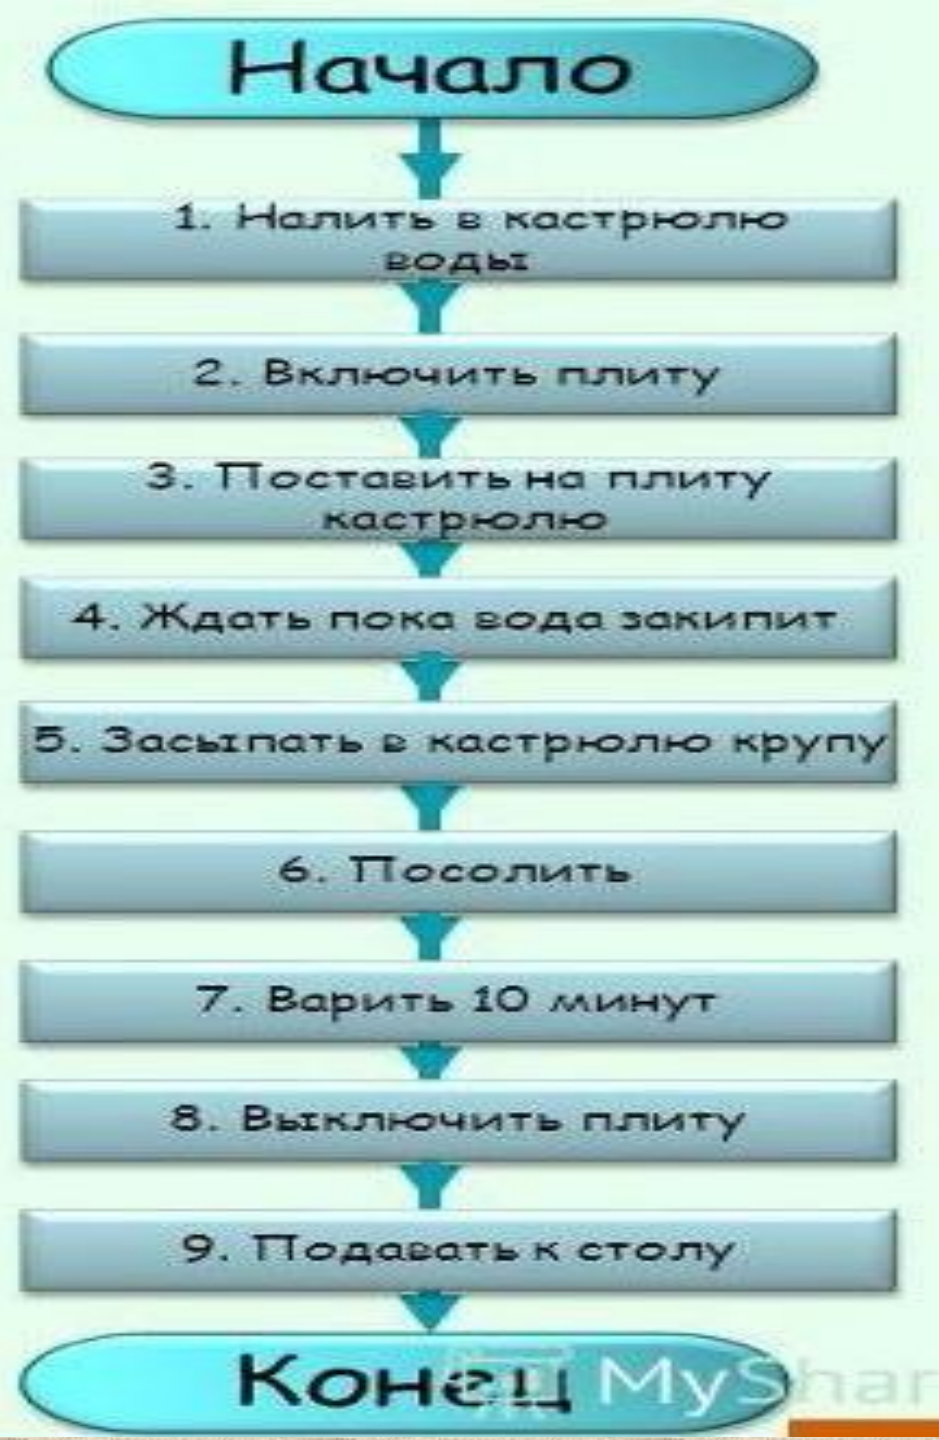 Начало
1. Налить в кастрюлю
воды
2. Включить плиту
3. Поставить на плиту
кастрюлю
4. Ждать пока вода закипит
5. Засыпать в кастрюлю крупу
6. Посолить
7. Варить 10 минут
8. Выключить плиту
9. Подавать к столу
Конец
MyShar